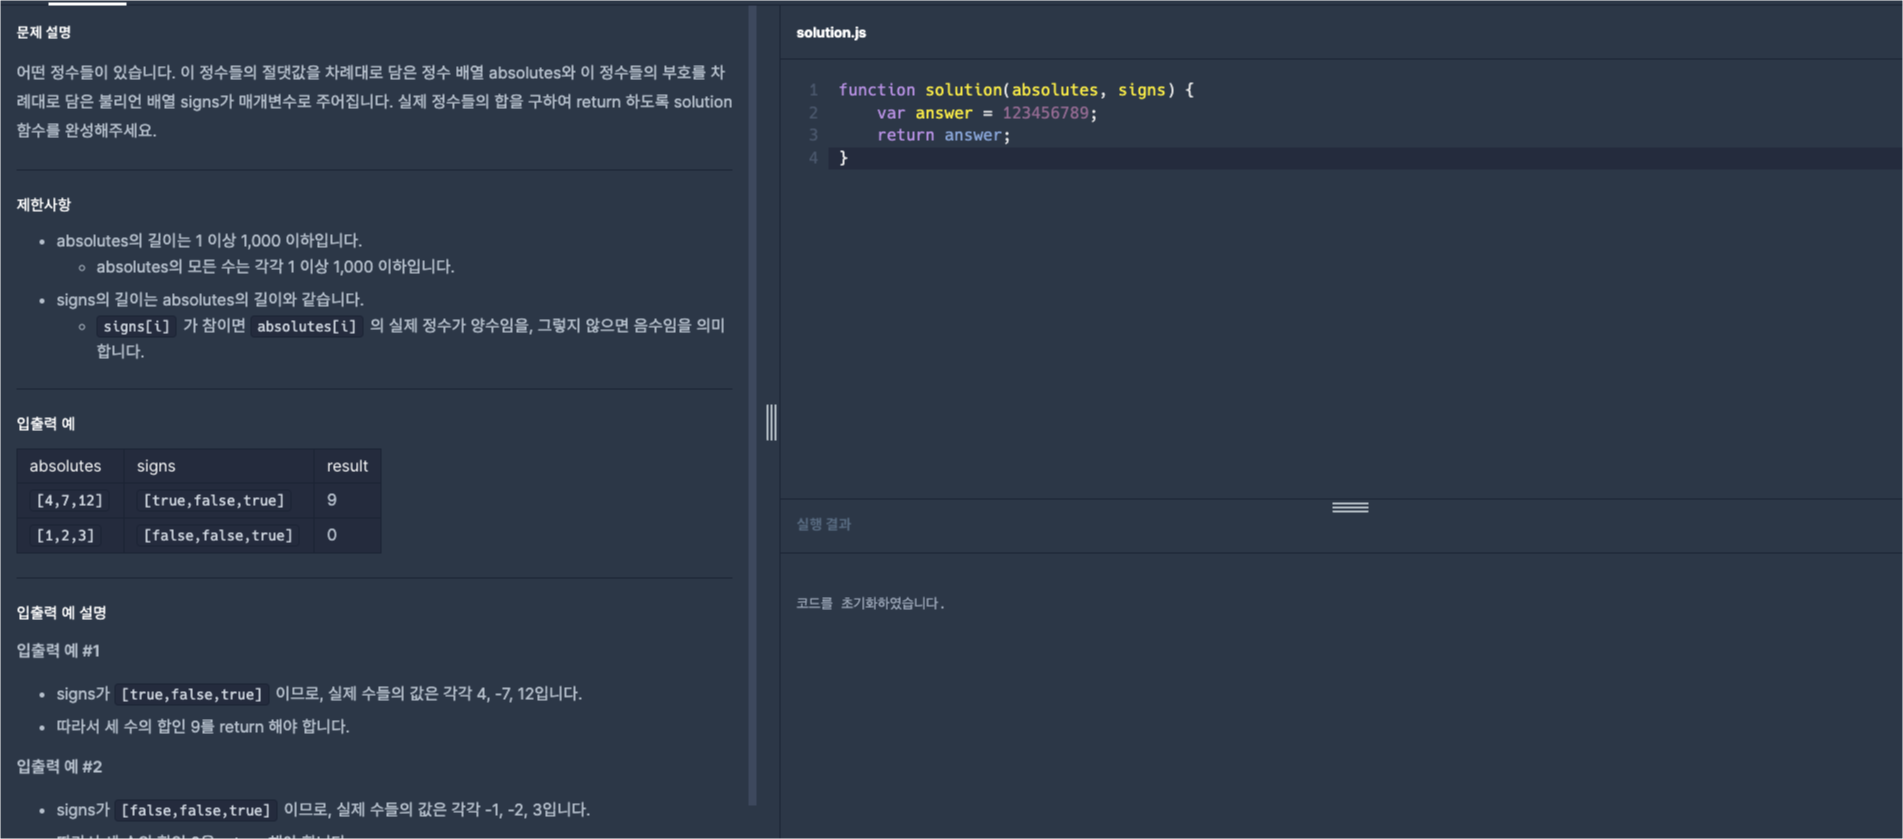 문제 설명
어떤 정수들이 있습니다. 이 정수들의 절댓값을 차례대로 담은 정수 배열 absolutes와 이 정수들의 부호를 차
례대로 담은 불리언 배열 signs가 매개변수로 주어집니다. 실제 정수들의 합을 구하여 return 하도록 solution
함수를 완성해주세요.
제한사항
• absolutes의 길이는 1 이상 1,000 이하입니다.
◦ absolutes의 모든 수는 각각 1 이상 1,000 이하입니다.
• signs의 길이는 absolutes의 길이와 같습니다.
◦ signs[i] 가 참이면 absolutes[i] 의 실제 정수가 양수임을, 그렇지 않으면 음수임을 의미
합니다.
입출력 예
absolutes signs result
[4,7,12] [true,false,true] 9
[1,2,3] [false,false,true] 0
입출력 예 설명
입출력 예 #1
• signs가 [true,false,true] 이므로, 실제 수들의 값은 각각 4, -7, 12입니다.
• 따라서 세 수의 합인 9를 return 해야 합니다.
입출력 예 #2
• signs가 [false,false,true] 이므로, 실제 수들의 값은 각각 -1, -2, 3입니다.
solution.js
1 function solution(absolutes, signs) {
2 var answer = 123456789;
3 return answer;
4 }
실행 결과
코드를 초기화하였습니다.